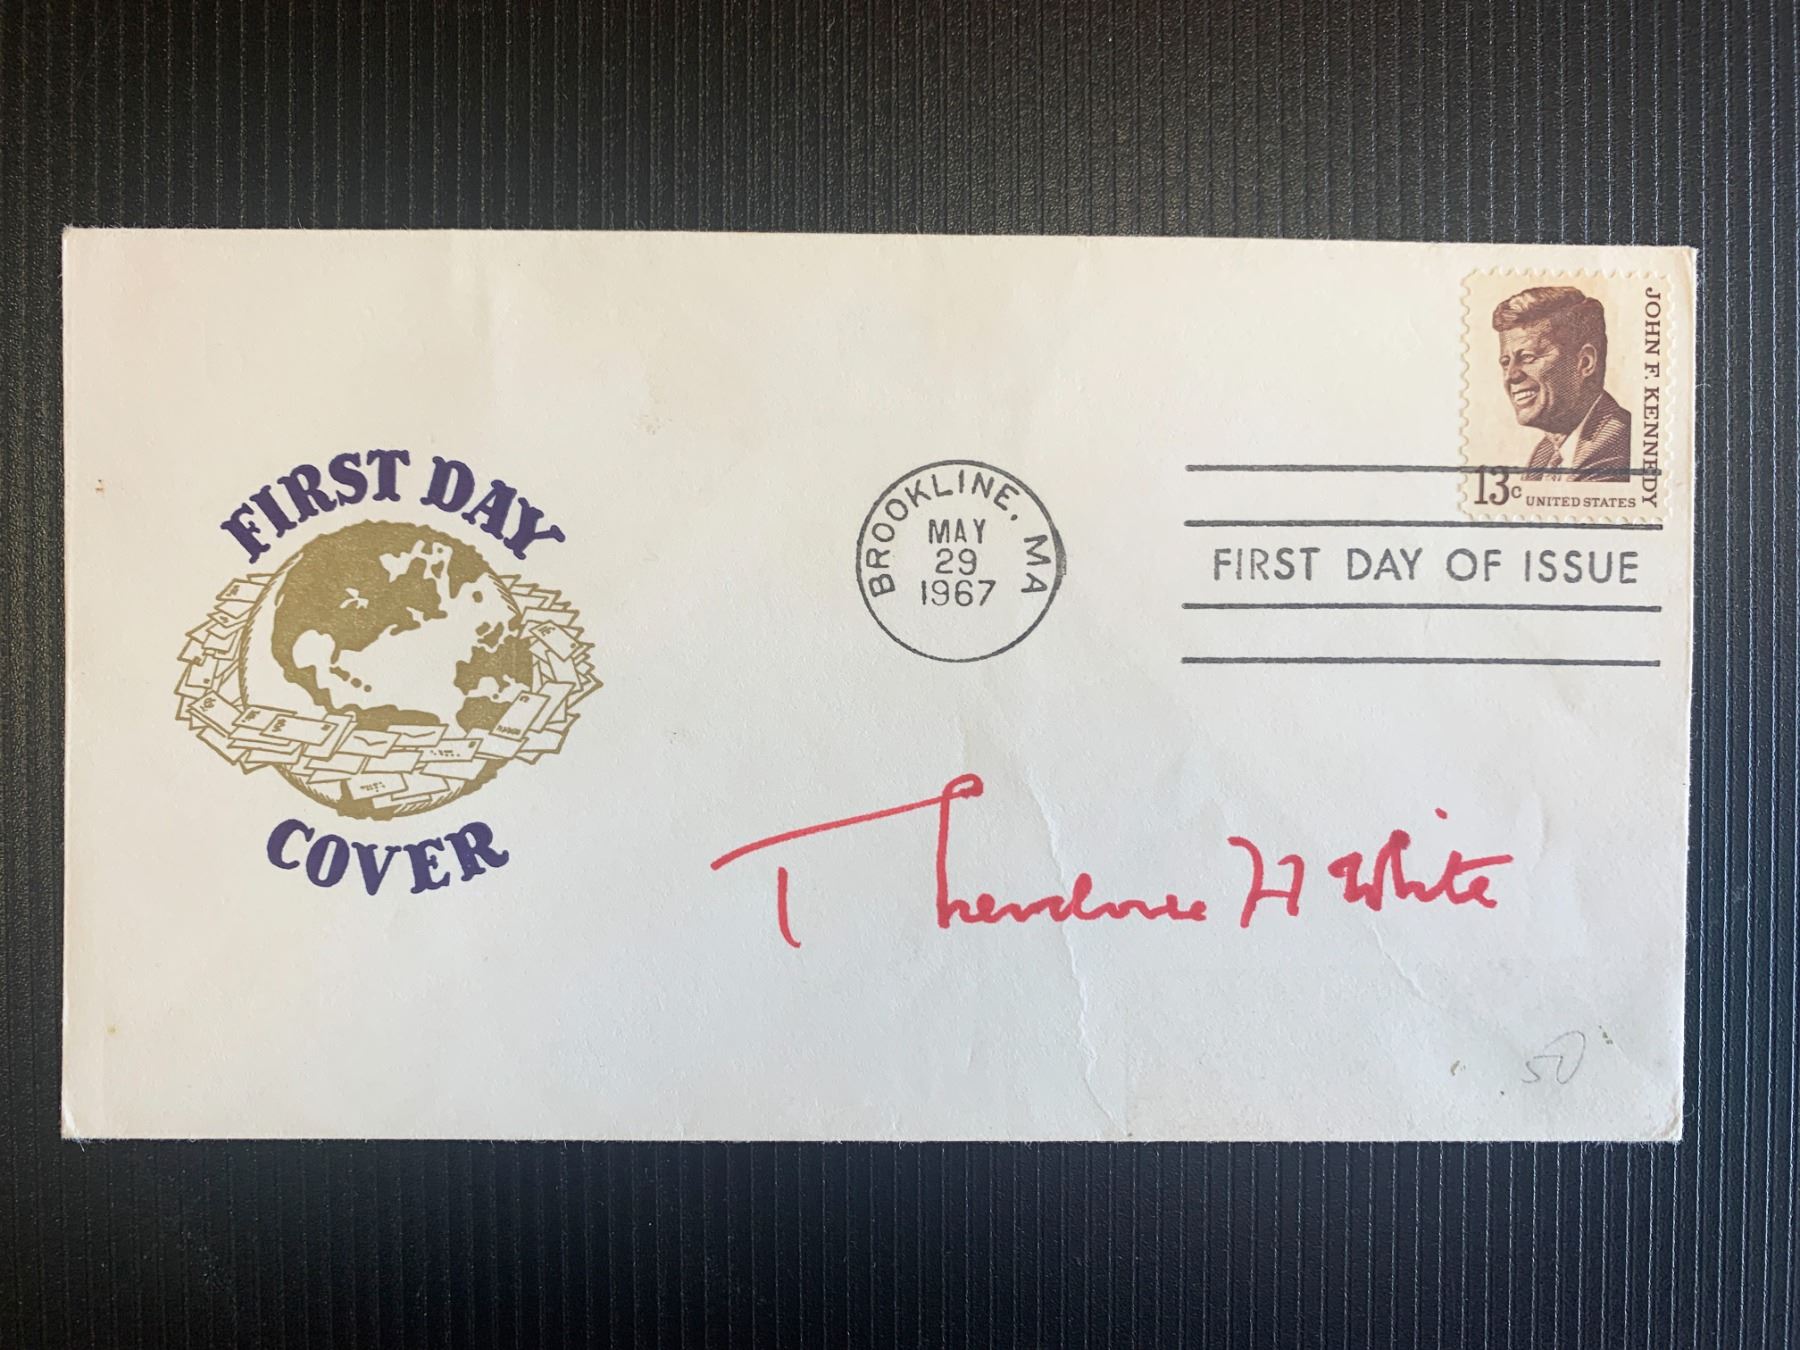 FIRST DAY
COVER
BROOKLINE, MA
MAY
29
1967
JOHN F. KENNEDY
13c UNITED STATES
FIRST DAY OF ISSUE
Theodore H White
50